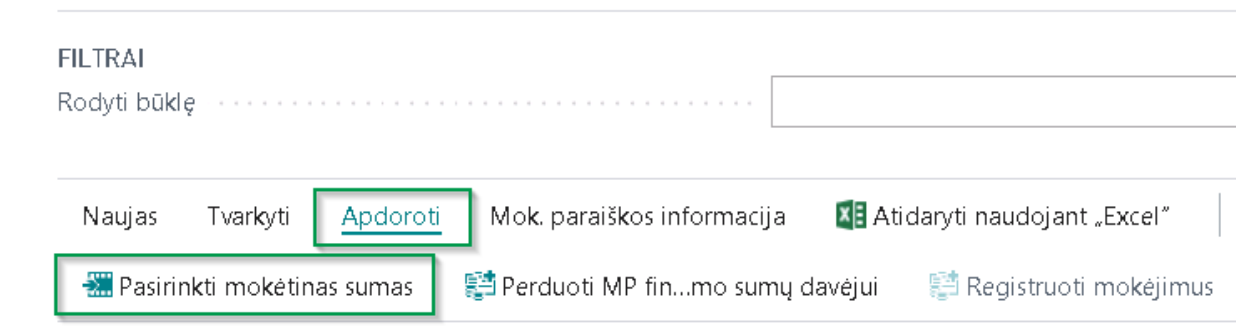 FILTRAI
Rodyti būklę
Naujas Tvarkyti Apdoroti Mok. paraiškos informacija Atidaryti naudojant „Excel“
Pasirinkti mokėtinas sumas Perduoti MP fin...mo sumų davėjui Registruoti mokėjimus